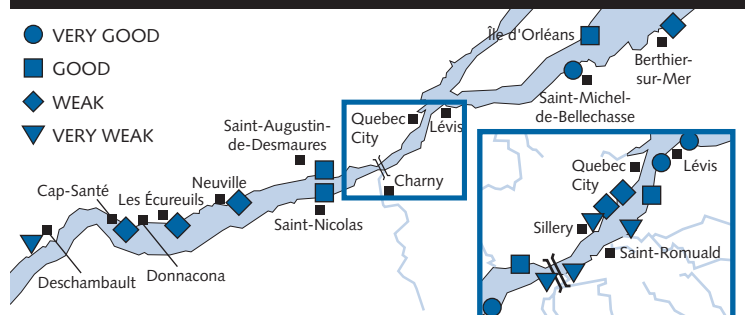 VERY GOOD
GOOD
WEAK
VERY WEAK
Île d'Orléans
Berthier-
sur-Mer
Saint-Michel-
de-Bellechasse
Quebec
City
Lévis
Charny
Saint-Augustin-
de-Desmaures
Saint-Nicolas
Neuville
Les Écureuils
Cap-Santé
Donnacona
Deschambault
Quebec
City
Lévis
Sillery
Saint-Romuald